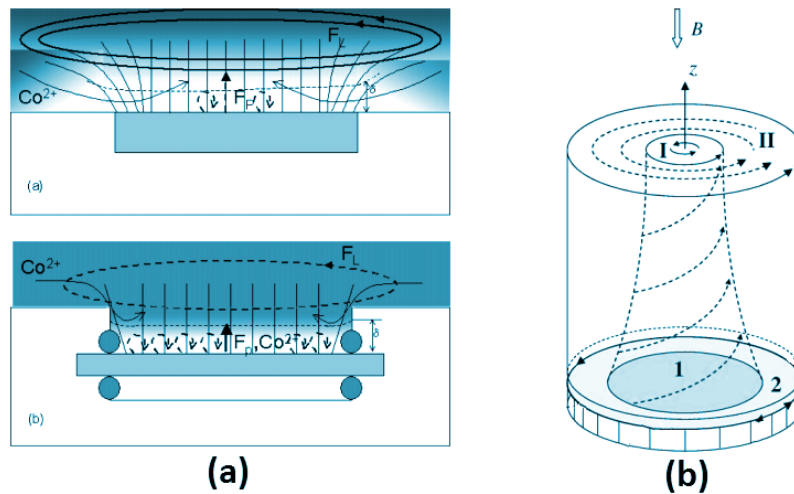 F_L
Co²⁺
F_P
δ
(a)
Co²⁺
F_L
δ
F_p,Co²
(b)
(a)
B
z
I
II
1
2
(b)